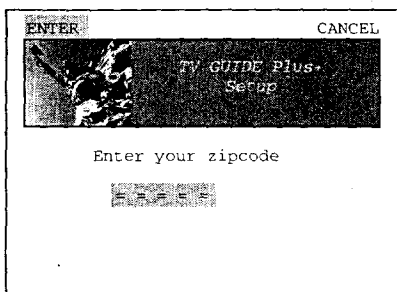 ENTER CANCEL
TV GUIDE Plus+
Setup
Enter your zipcode
= = = = =